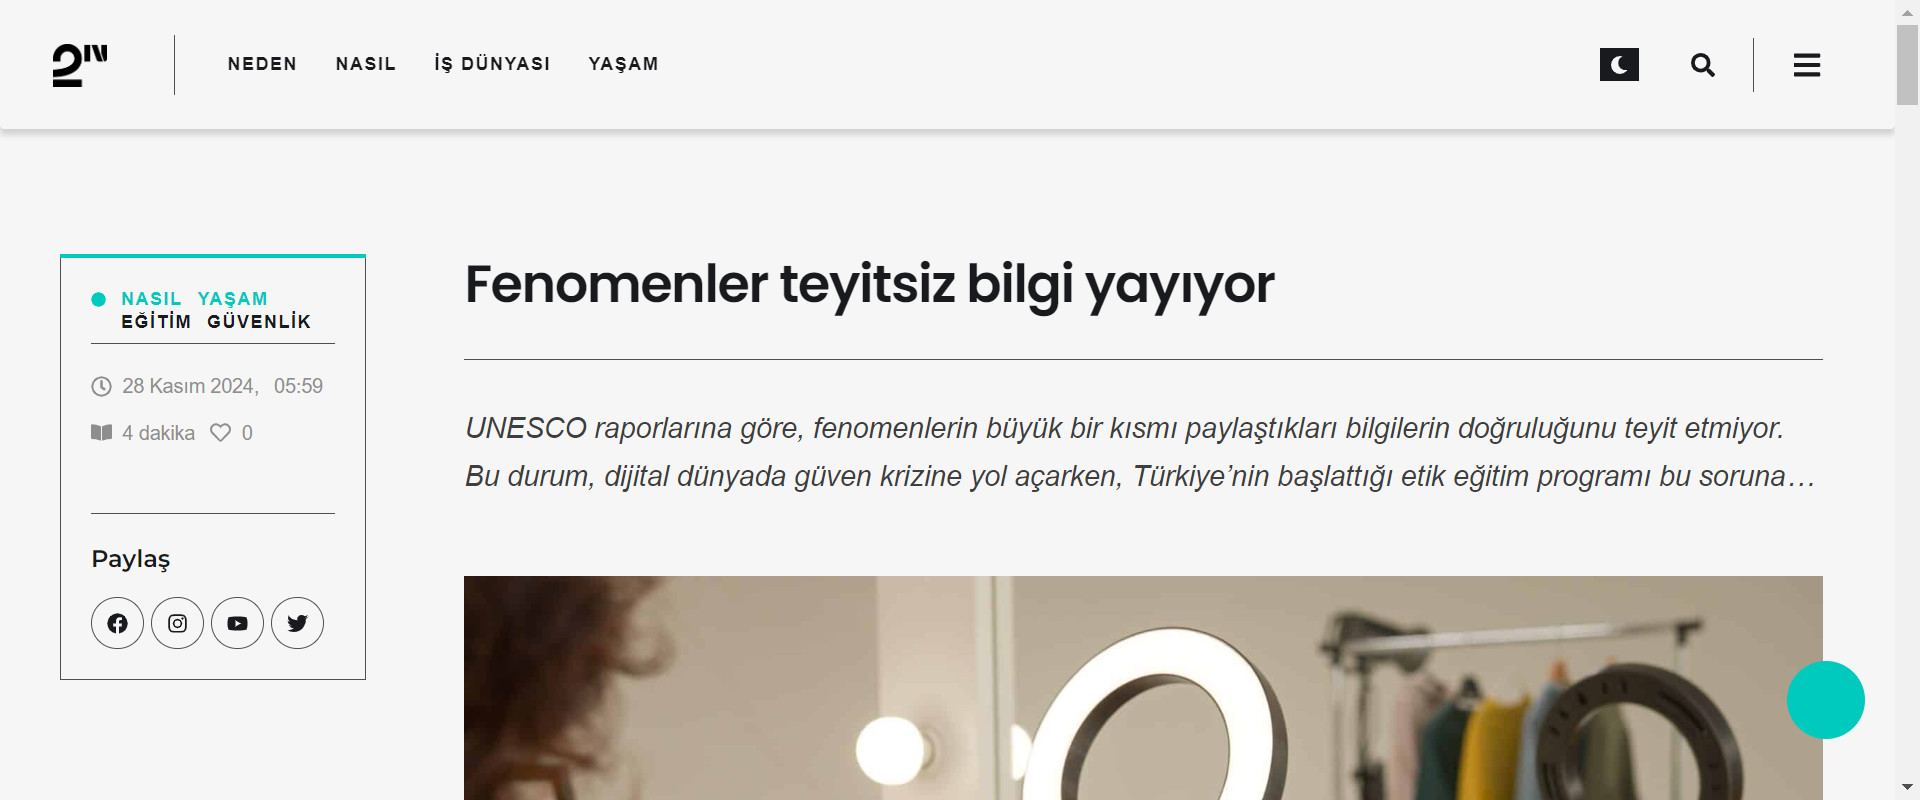 NEDEN NASIL İŞ DÜNYASI YAŞAM
NASIL YAŞAM
EĞİTİM GÜVENLİK
28 Kasım 2024, 05:59
4 dakika 0
Paylaş
Fenomenler teyitsiz bilgi yayıyor
UNESCO raporlarına göre, fenomenlerin büyük bir kısmı paylaştıkları bilgilerin doğruluğunu teyit etmiyor.
Bu durum, dijital dünyada güven krizine yol açarken, Türkiye’nin başlattığı etik eğitim programı bu soruna…